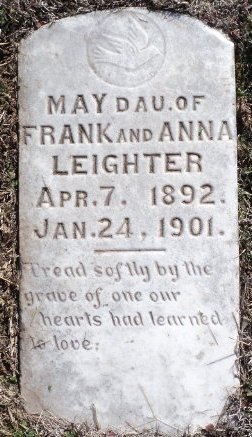 MAY DAU. OF
FRANK AND ANNA
LEIGHTER
APR. 7. 1892.
JAN. 24, 1901.
Tread softly by the
grave of one our
hearts had learned
to love.